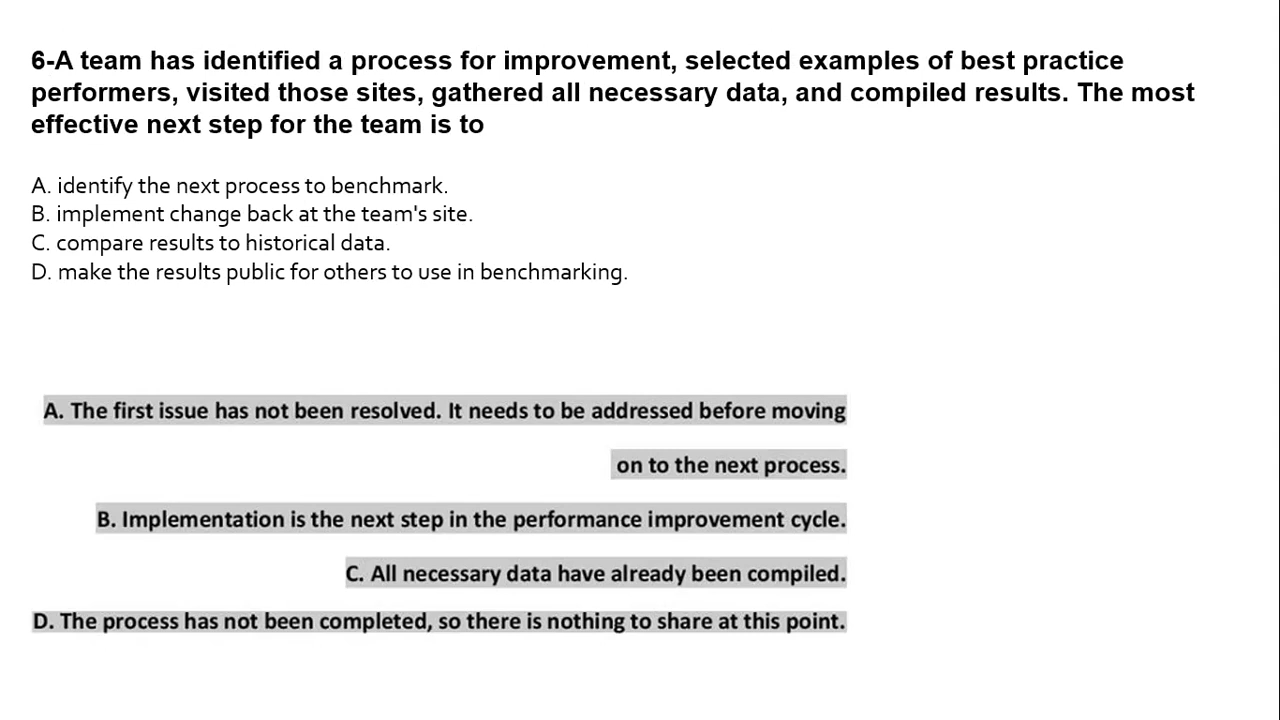 6-A team has identified a process for improvement, selected examples of best practice
performers, visited those sites, gathered all necessary data, and compiled results. The most
effective next step for the team is to
A. identify the next process to benchmark.
B. implement change back at the team's site.
C. compare results to historical data.
D. make the results public for others to use in benchmarking.
A. The first issue has not been resolved. It needs to be addressed before moving
on to the next process.
B. Implementation is the next step in the performance improvement cycle.
C. All necessary data have already been compiled.
D. The process has not been completed, so there is nothing to share at this point.